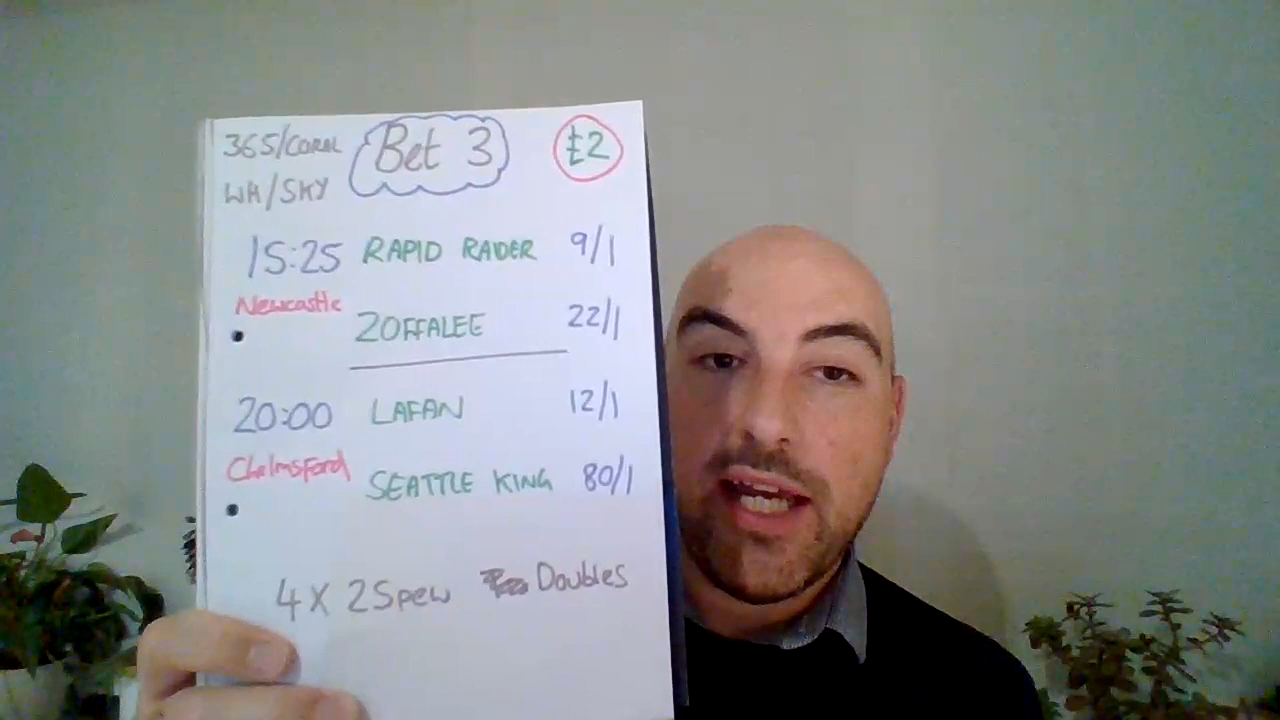 365/CORAL Bet 3 £2
WH/SKY
15:25 RAPID RAIDER 9/1
Newcastle
ZOFFALEE 22/1
20:00 LAFAN 12/1
Chelmsford
SEATTLE KING 80/1
4 X 25pew Doubles